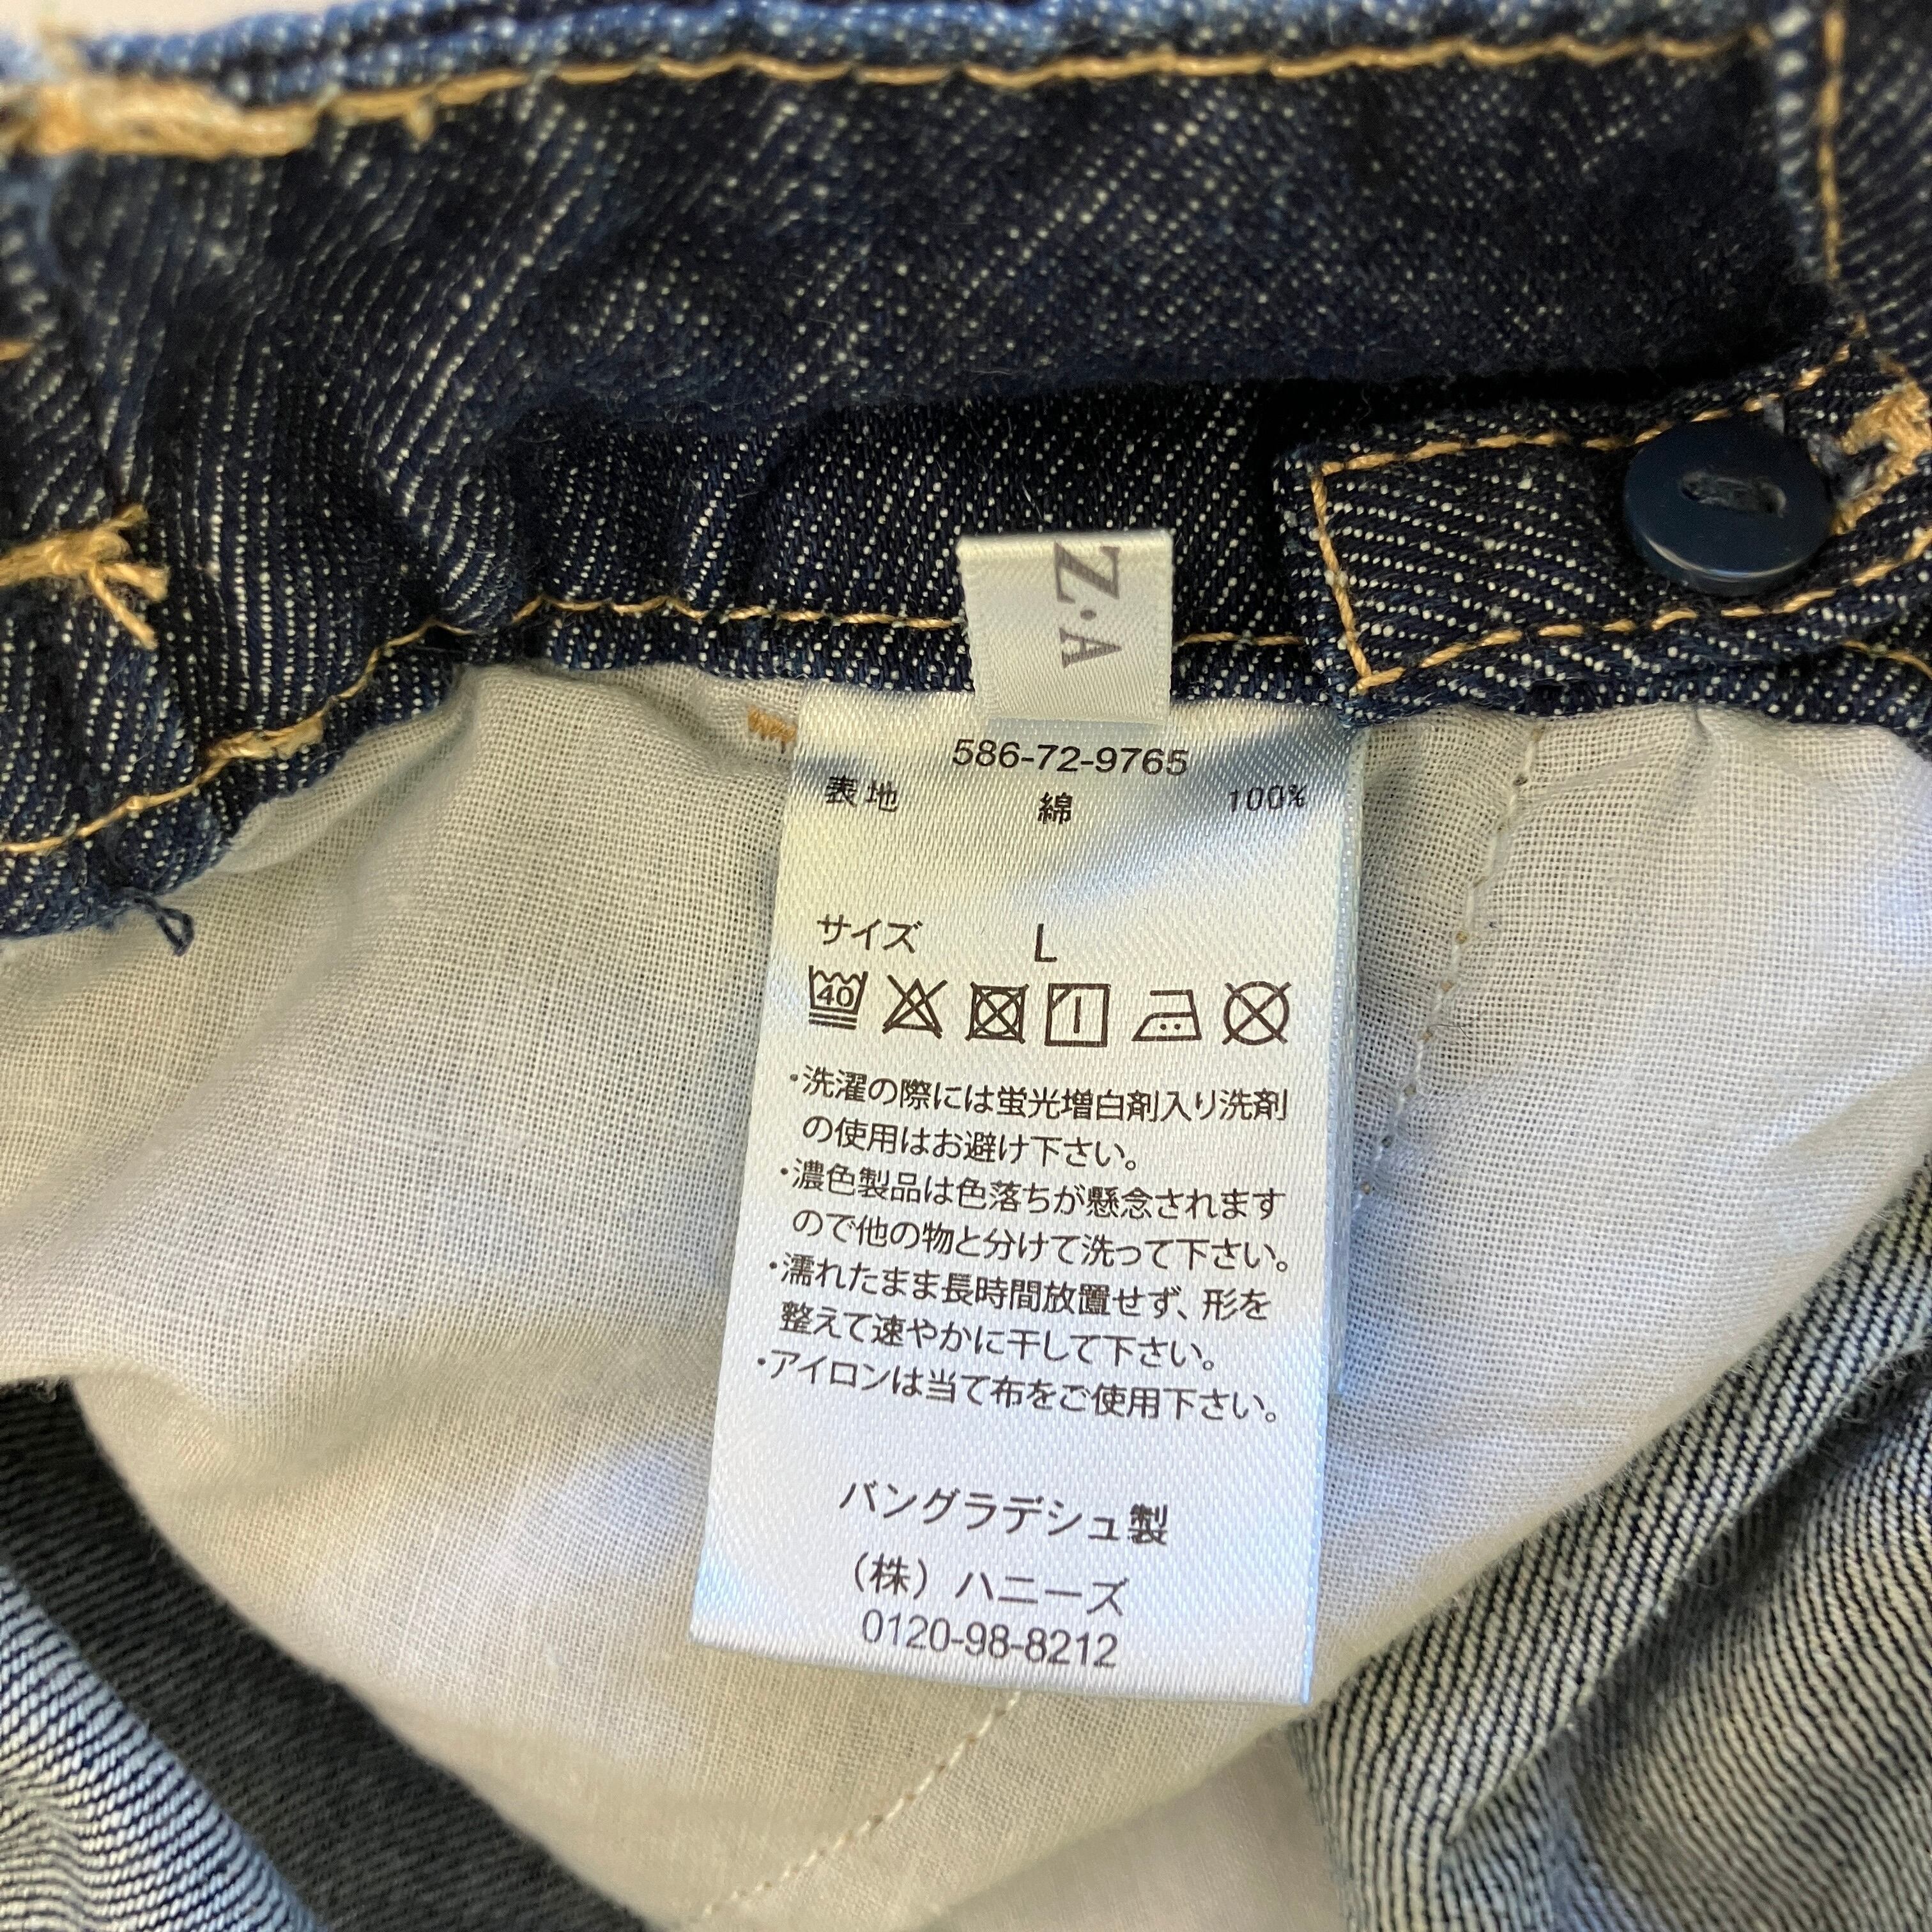 Z・A
586-72-9765
表地 綿 100%
サイズ L
40
・洗濯の際には蛍光増白剤入り洗剤
の使用はお避け下さい。
・濃色製品は色落ちが懸念されます
ので他の物と分けて洗って下さい。
・濡れたまま長時間放置せず、形を
整えて速やかに干して下さい。
・アイロンは当て布をご使用下さい。
バングラデシュ製
（株）ハニーズ
0120-98-8212